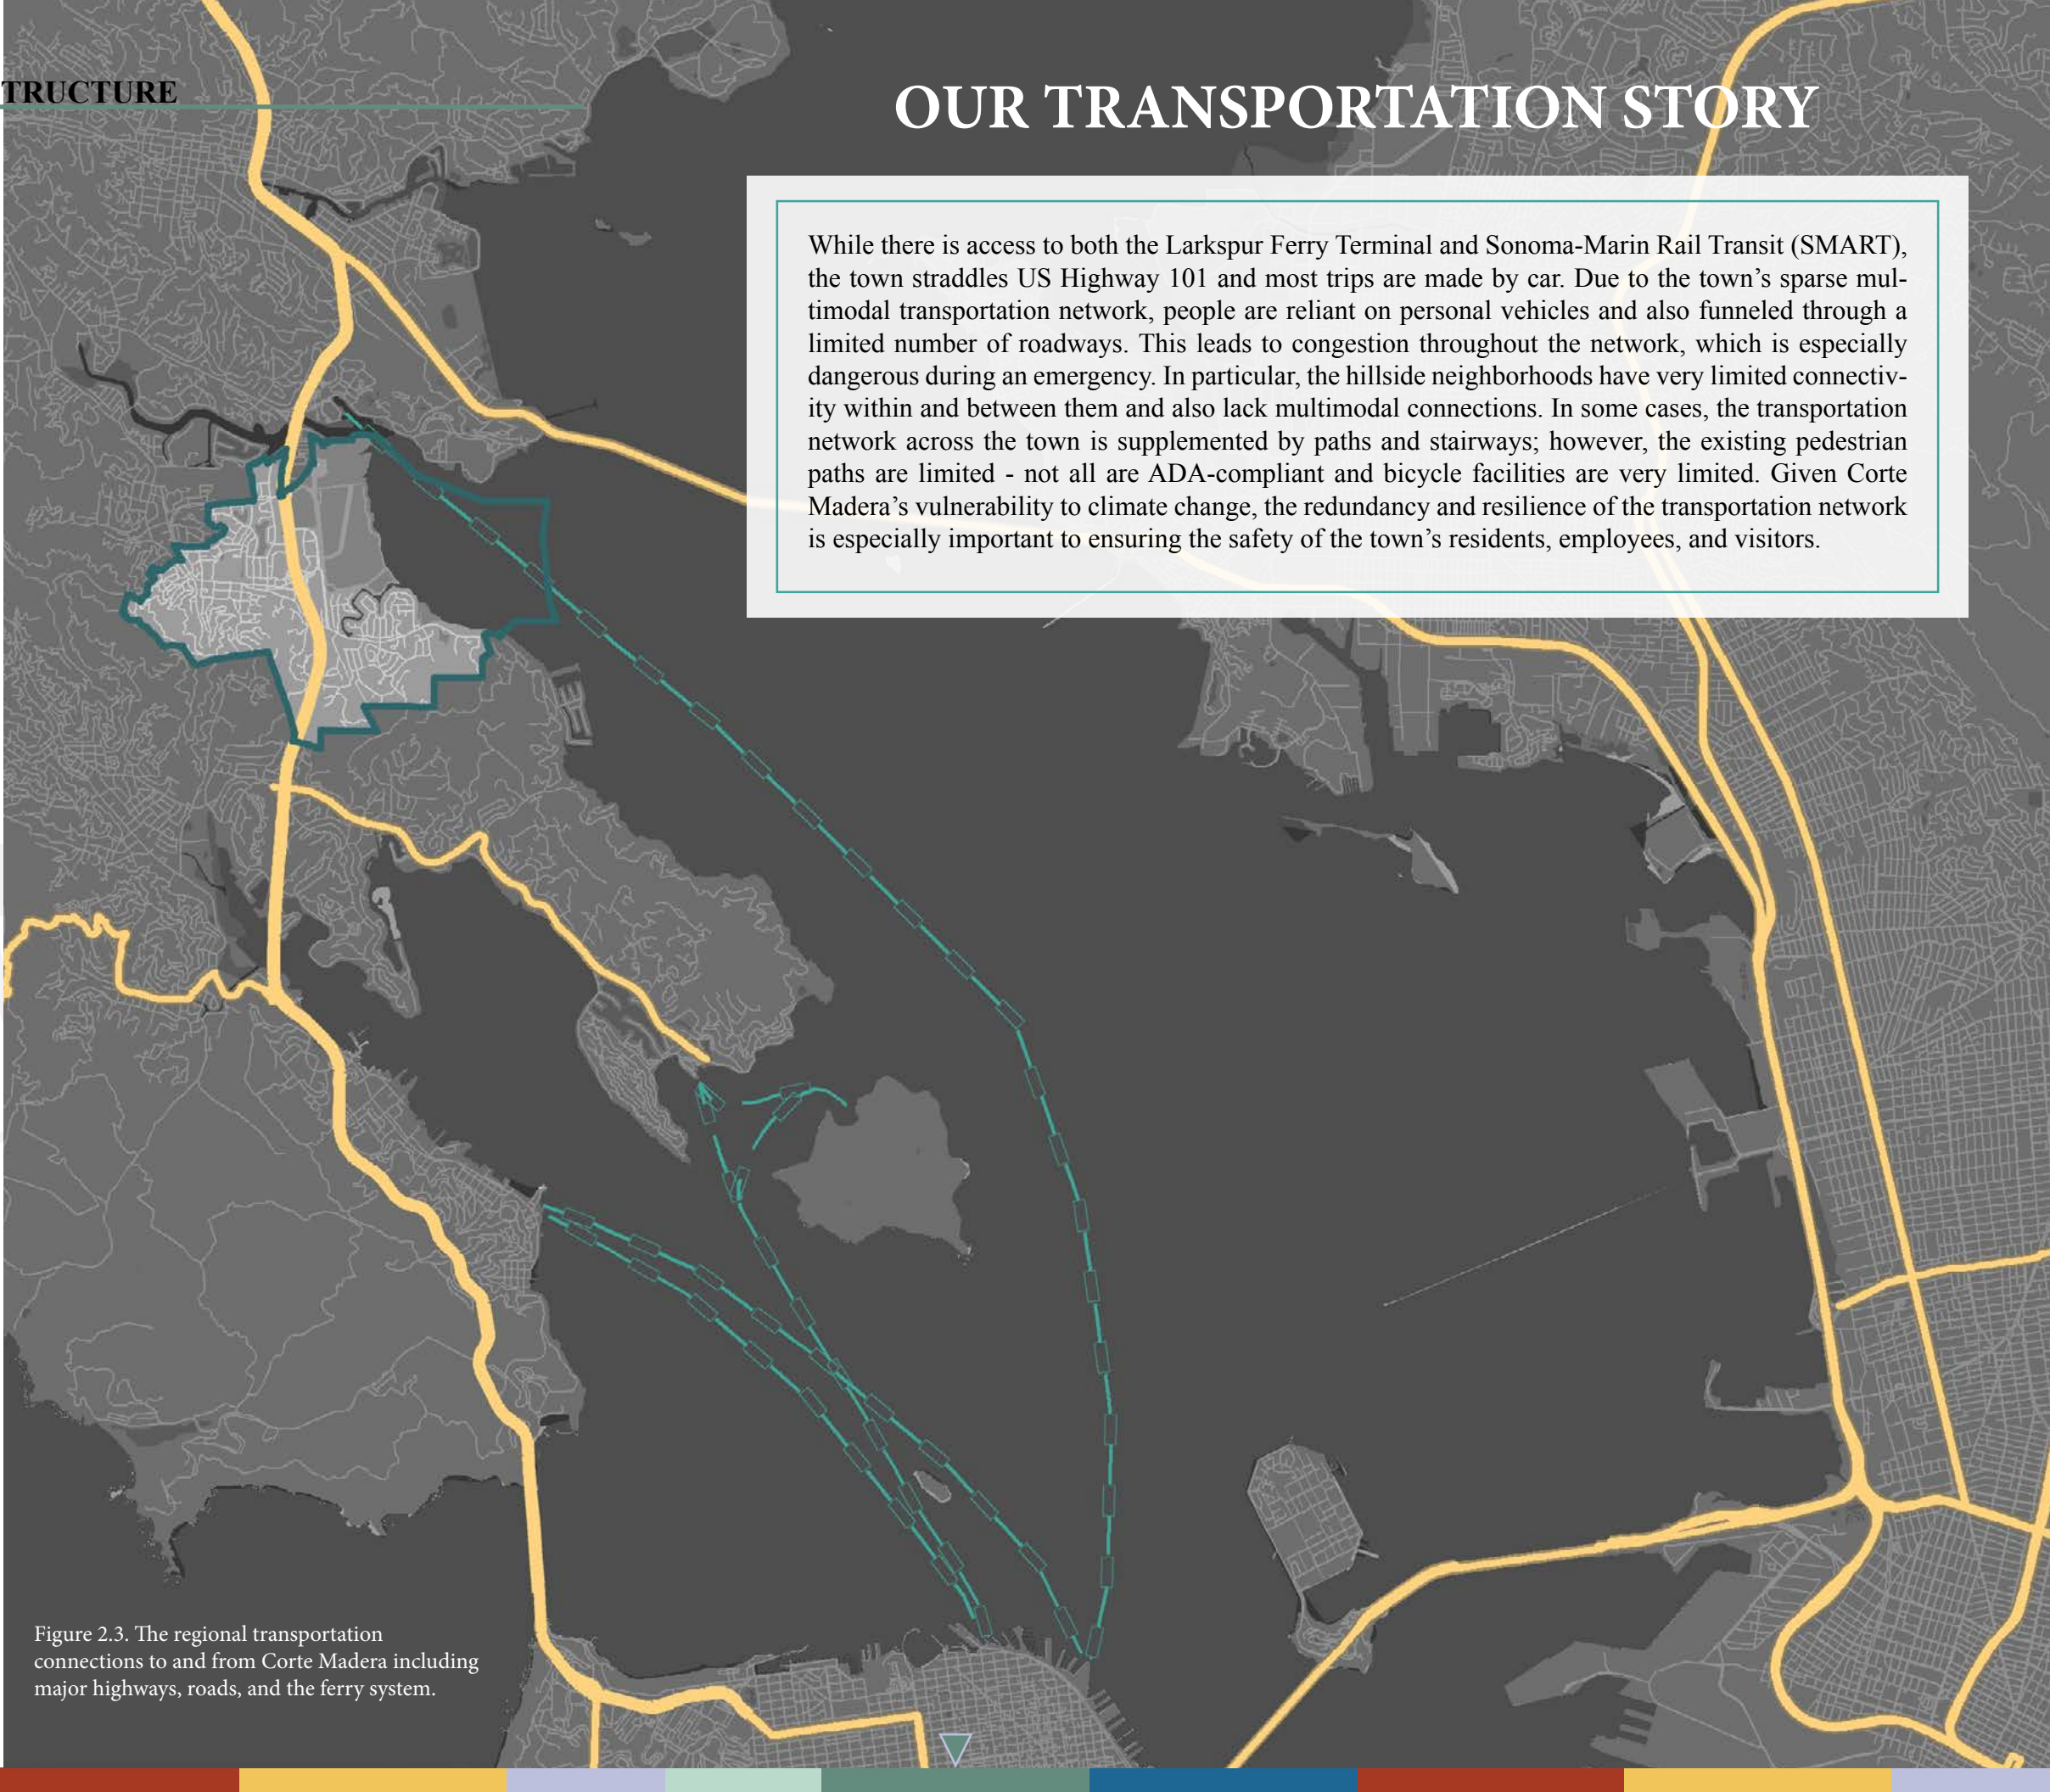 TRUCTURE
OUR TRANSPORTATION STORY
While there is access to both the Larkspur Ferry Terminal and Sonoma-Marin Rail Transit (SMART),
the town straddles US Highway 101 and most trips are made by car. Due to the town’s sparse mul-
timodal transportation network, people are reliant on personal vehicles and also funneled through a
limited number of roadways. This leads to congestion throughout the network, which is especially
dangerous during an emergency. In particular, the hillside neighborhoods have very limited connectiv-
ity within and between them and also lack multimodal connections. In some cases, the transportation
network across the town is supplemented by paths and stairways; however, the existing pedestrian
paths are limited - not all are ADA-compliant and bicycle facilities are very limited. Given Corte
Madera’s vulnerability to climate change, the redundancy and resilience of the transportation network
is especially important to ensuring the safety of the town’s residents, employees, and visitors.
Figure 2.3. The regional transportation
connections to and from Corte Madera including
major highways, roads, and the ferry system.